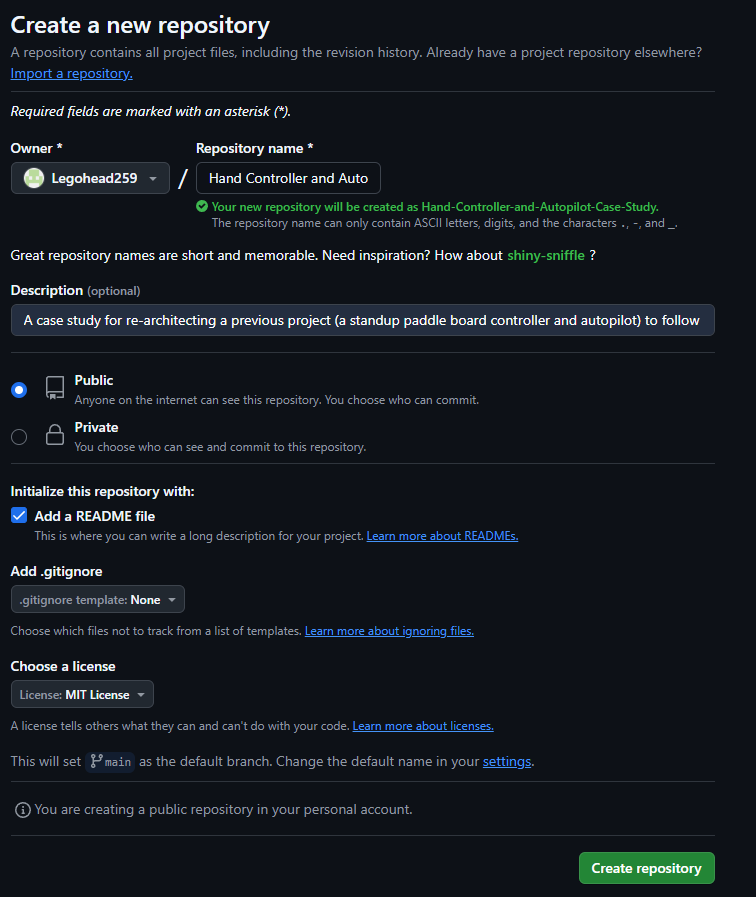 Create a new repository
A repository contains all project files, including the revision history. Already have a project repository elsewhere?
Import a repository.
Required fields are marked with an asterisk (*).
Owner * Repository name *
Legohead259 / Hand Controller and Auto
Your new repository will be created as Hand-Controller-and-Autopilot-Case-Study.
The repository name can only contain ASCII letters, digits, and the characters ., -, and _.
Great repository names are short and memorable. Need inspiration? How about shiny-sniffle ?
Description (optional)
A case study for re-architecting a previous project (a standup paddle board controller and autopilot) to follow
Public
Anyone on the internet can see this repository. You choose who can commit.
Private
You choose who can see and commit to this repository.
Initialize this repository with:
Add a README file
This is where you can write a long description for your project. Learn more about READMEs.
Add .gitignore
.gitignore template: None
Choose which files not to track from a list of templates. Learn more about ignoring files.
Choose a license
License: MIT License
A license tells others what they can and can't do with your code. Learn more about licenses.
This will set main as the default branch. Change the default name in your settings.
You are creating a public repository in your personal account.
Create repository